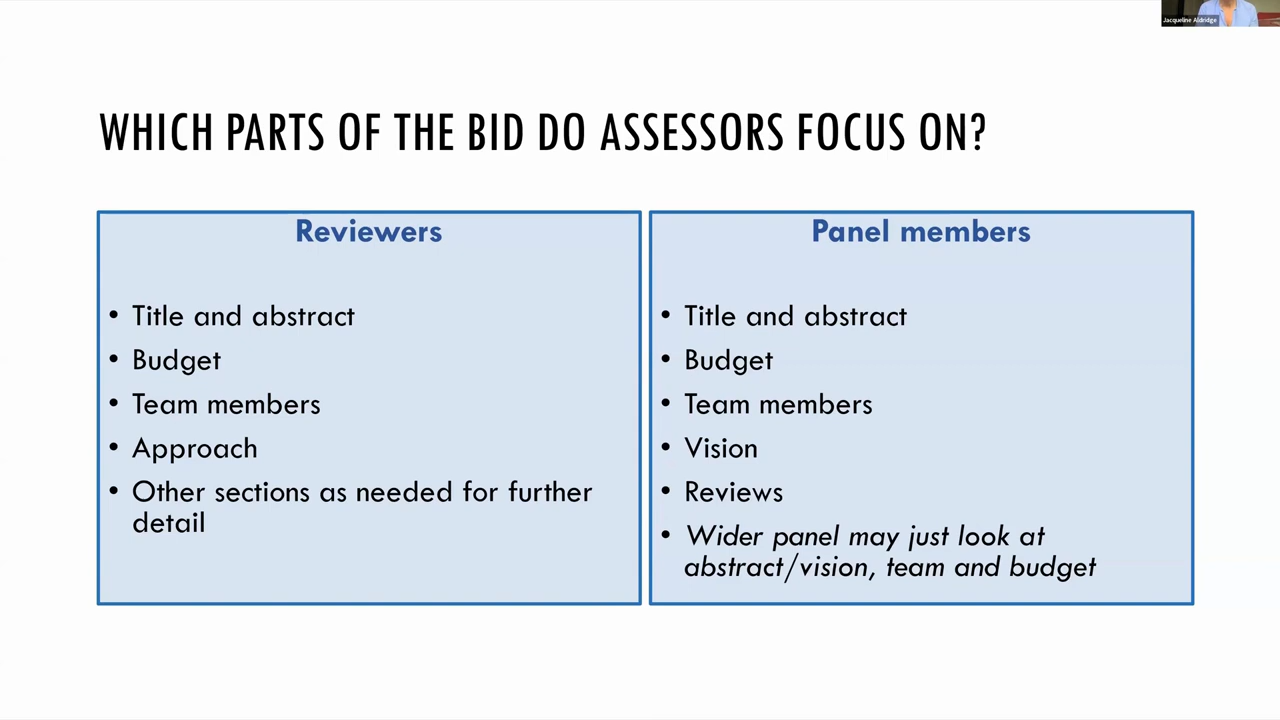 Jacqueline Aldridge
WHICH PARTS OF THE BID DO ASSESSORS FOCUS ON?
Reviewers
• Title and abstract
• Budget
• Team members
• Approach
• Other sections as needed for further
detail
Panel members
• Title and abstract
• Budget
• Team members
• Vision
• Reviews
• Wider panel may just look at
abstract/vision, team and budget